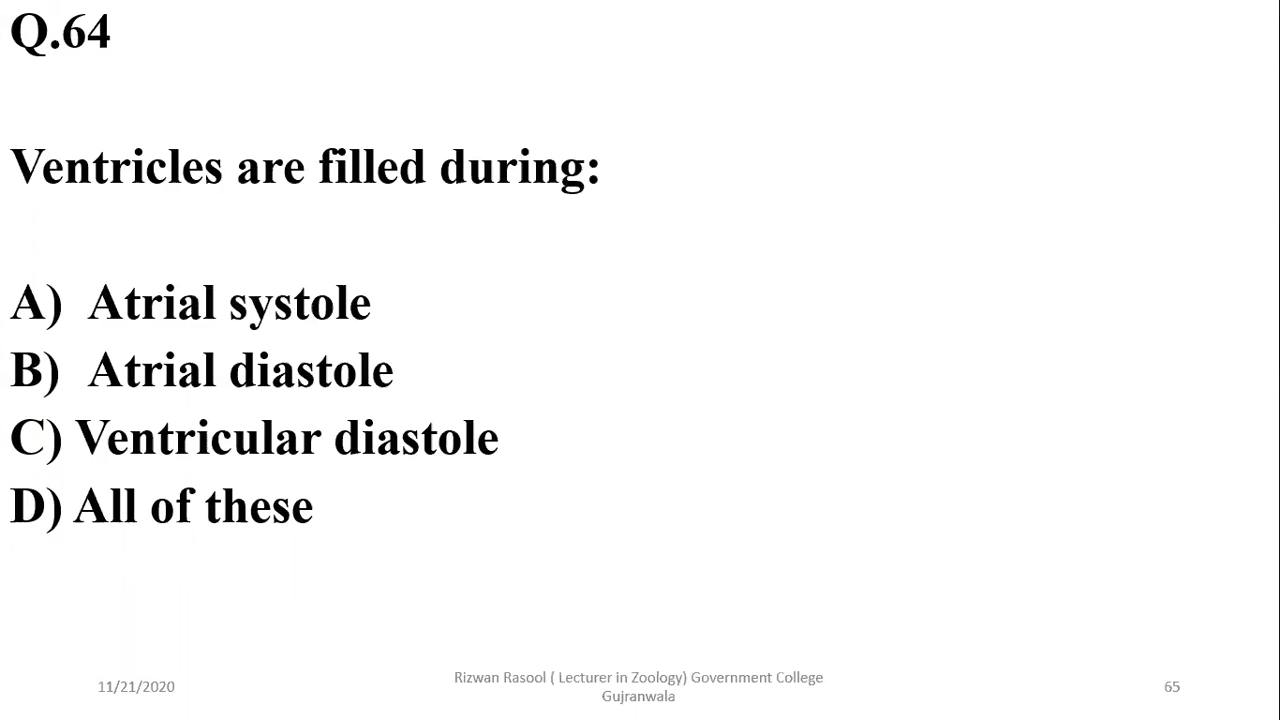 Q.64
Ventricles are filled during:
A) Atrial systole
B) Atrial diastole
C) Ventricular diastole
D) All of these
11/21/2020
Rizwan Rasool ( Lecturer in Zoology) Government College
Gujranwala
65